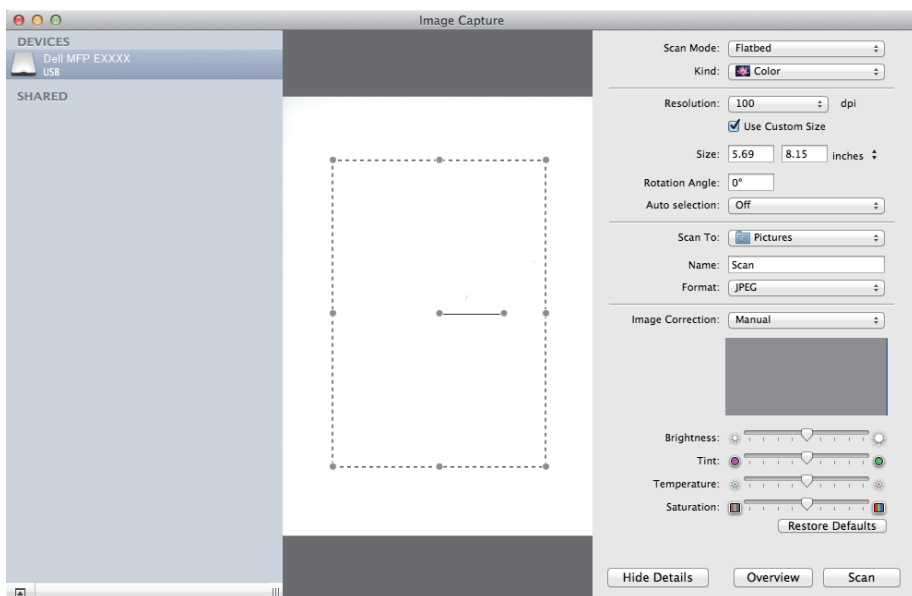 Image Capture
DEVICES
Dell MFP EXXXX
USB
SHARED
Scan Mode: Flatbed
Kind: Color
Resolution: 100 dpi
Use Custom Size
Size: 5.69 8.15 inches
Rotation Angle: 0°
Auto selection: Off
Scan To: Pictures
Name: Scan
Format: JPEG
Image Correction: Manual
Brightness:
Tint:
Temperature:
Saturation:
Restore Defaults
Hide Details Overview Scan